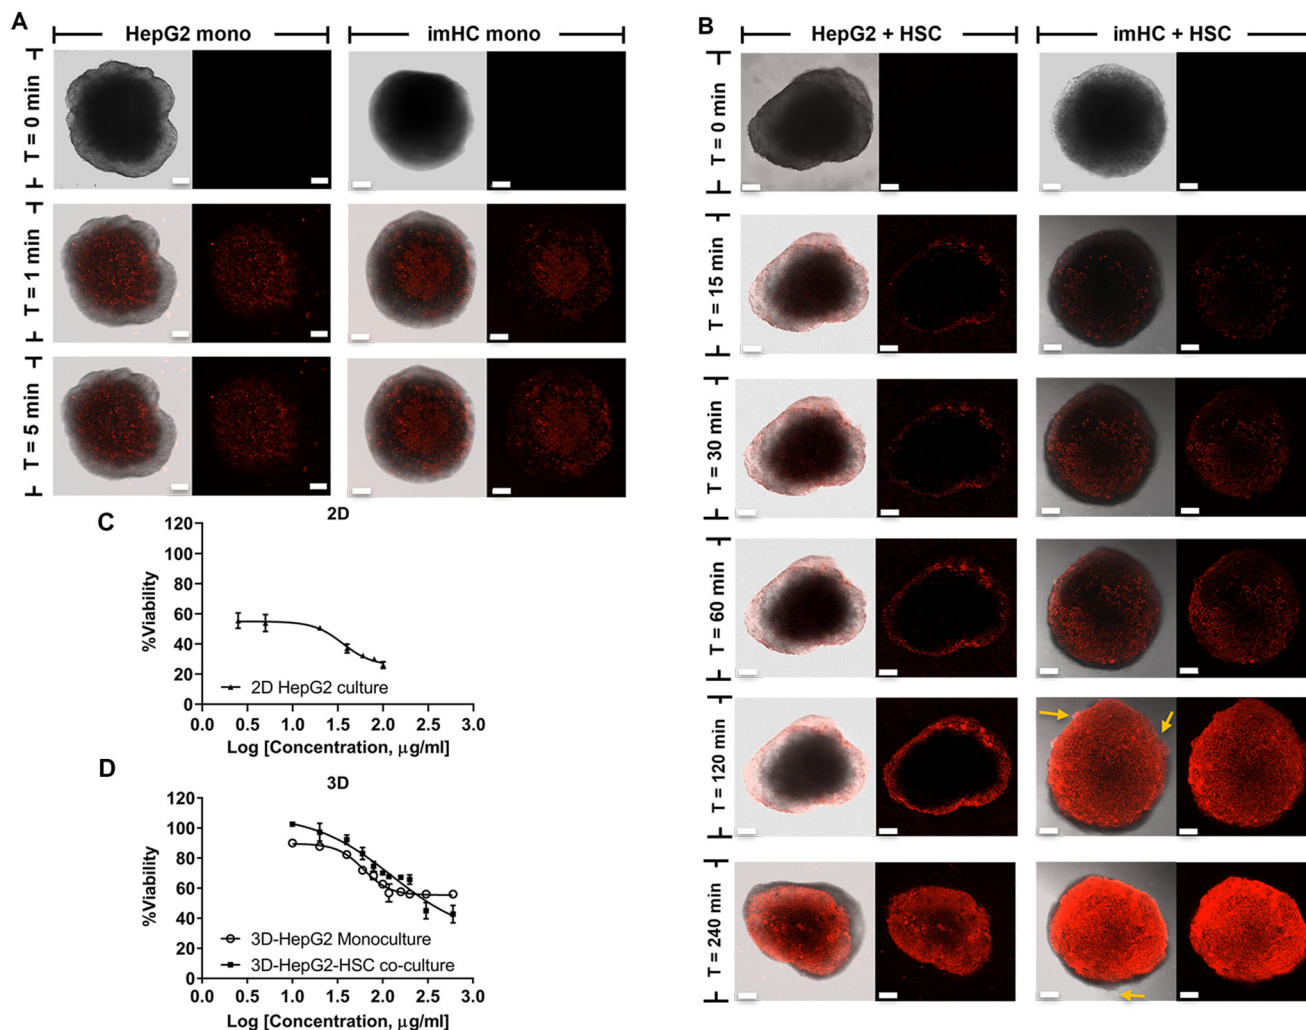 A
HepG2 mono
imHC mono
T = 0 min
T = 1 min
T = 5 min
B
HepG2 + HSC
imHC + HSC
T = 0 min
T = 15 min
T = 30 min
T = 60 min
T = 120 min
T = 240 min
C
2D
120
100
80
60
40
20
0
%Viability
2D HepG2 culture
0.0 0.5 1.0 1.5 2.0 2.5 3.0
Log [Concentration, μg/ml]
D
3D
120
100
80
60
40
20
0
%Viability
3D-HepG2 Monoculture
3D-HepG2-HSC co-culture
0.0 0.5 1.0 1.5 2.0 2.5 3.0
Log [Concentration, μg/ml]